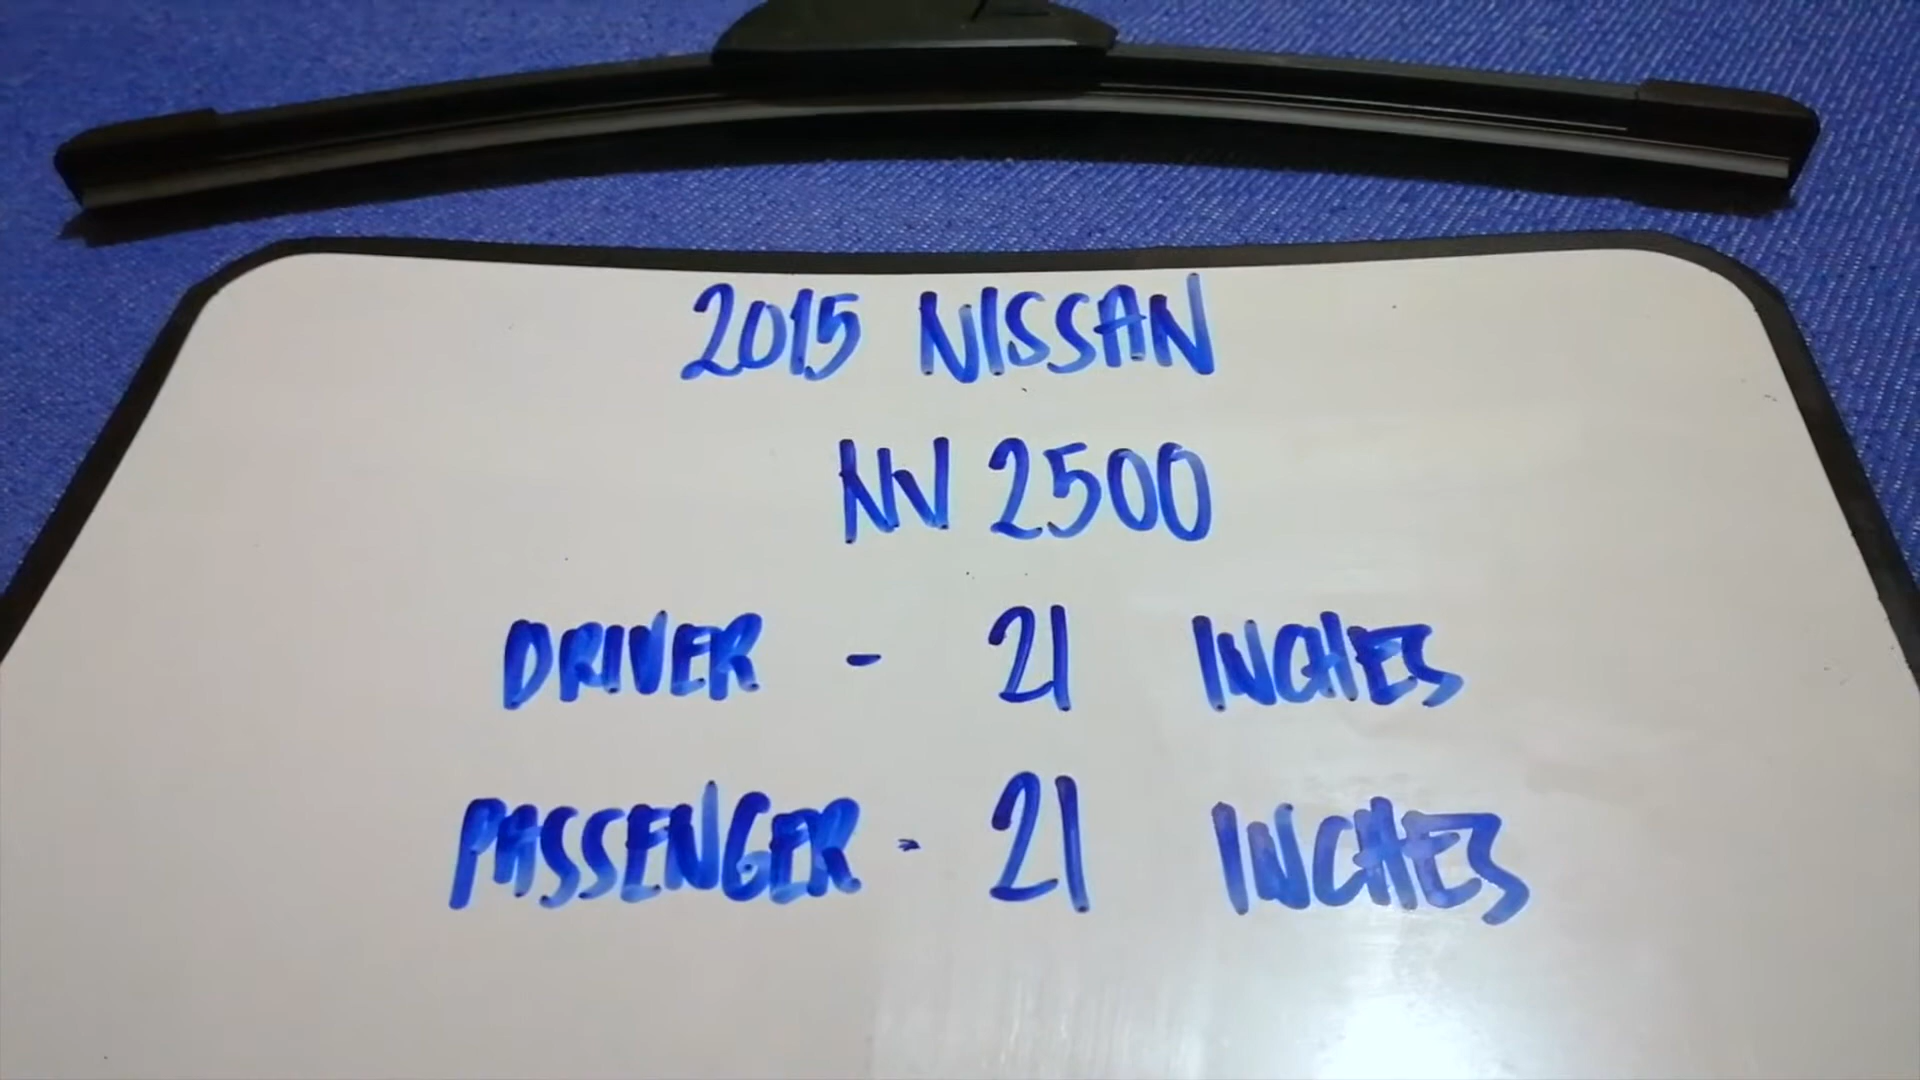 2015 NISSAN
NV 2500
DRIVER - 21 INCHES
PASSENGER - 21 INCHES